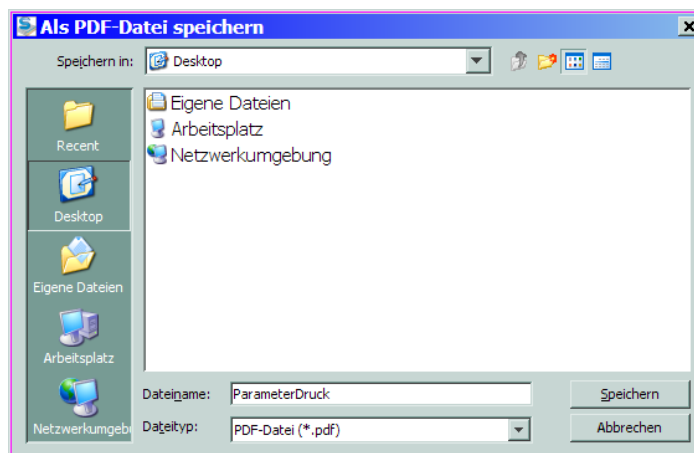 Als PDF-Datei speichern
Speichern in:
Desktop
Recent
Desktop
Eigene Dateien
Arbeitsplatz
Netzwerkumgeb
Eigene Dateien
Arbeitsplatz
Netzwerkumgebung
Dateiname:
ParameterDruck
Speichern
Dateityp:
PDF-Datei (*.pdf)
Abbrechen